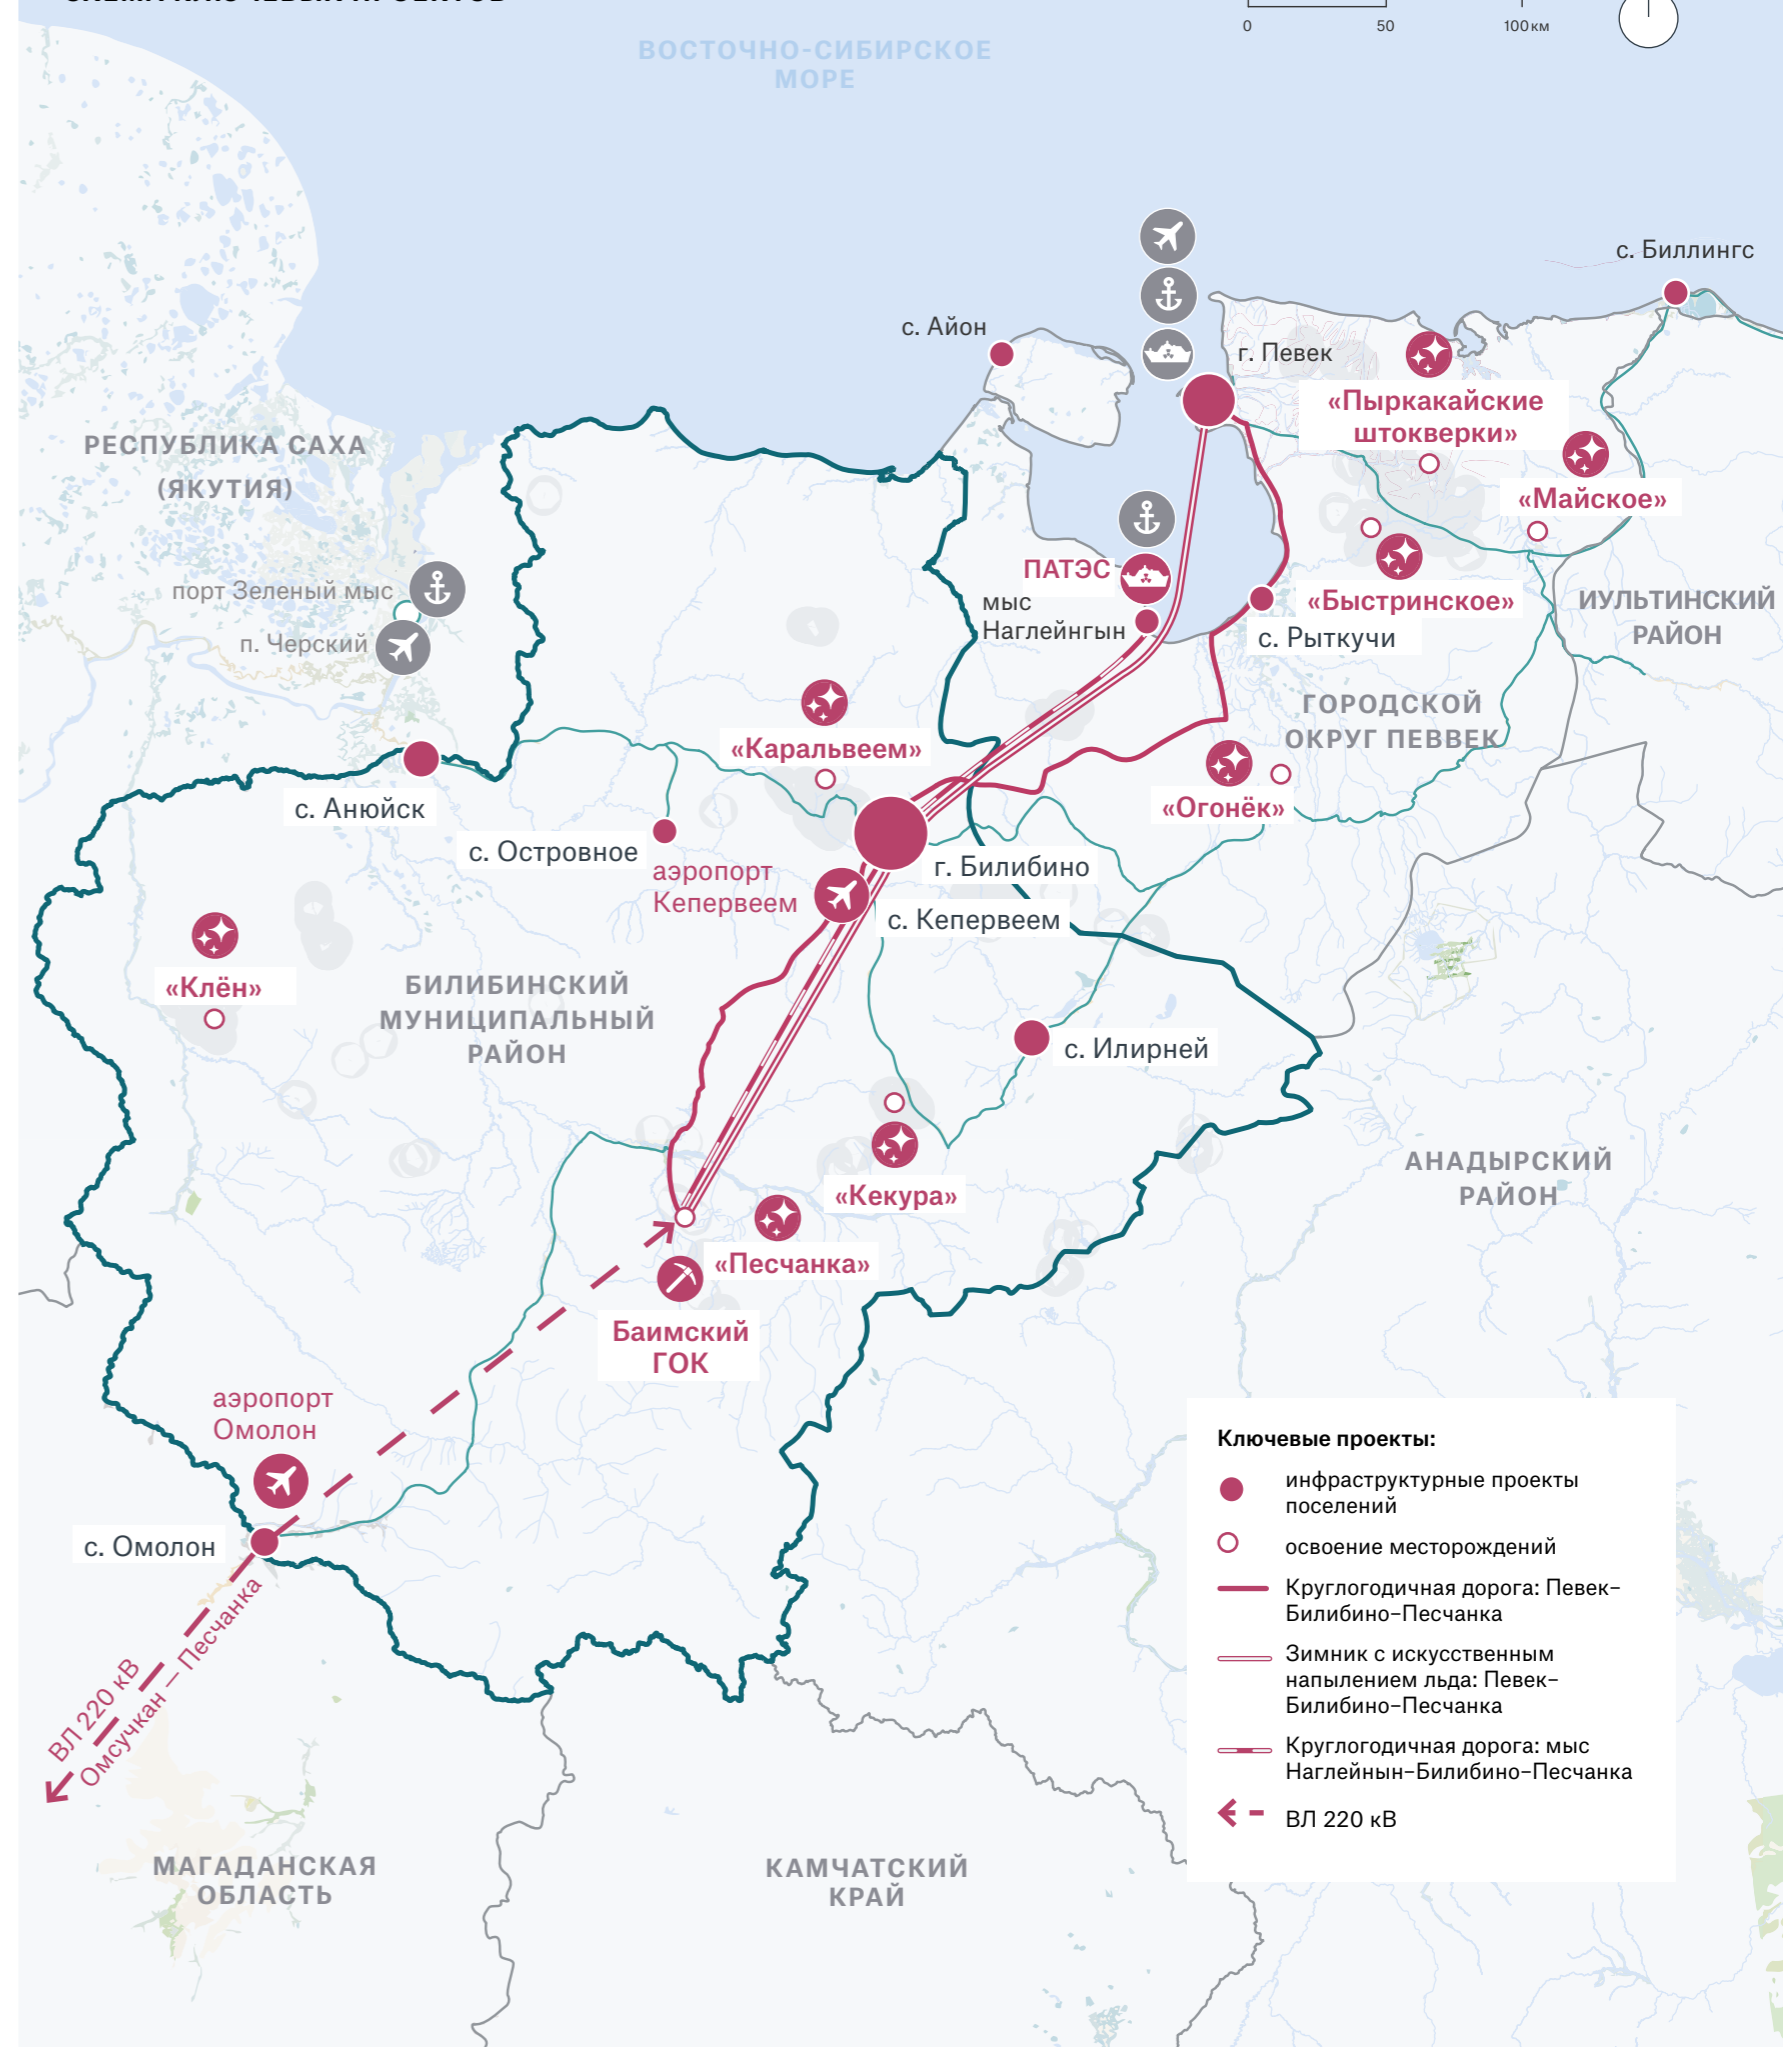 0
50
100 км
ВОСТОЧНО-СИБИРСКОЕ
МОРЕ
с. Биллингс
с. Айон
г. Певек
«Пыркакайские
штокверки»
«Майское»
РЕСПУБЛИКА САХА
(ЯКУТИЯ)
порт Зеленый мыс
п. Черский
ПАТЭС
мыс
Наглейнгын
«Быстринское»
с. Рыткучи
ИУЛЬТИНСКИЙ
РАЙОН
ГОРОДСКОЙ
ОКРУГ ПЕВВЕК
«Каральвеем»
«Огонёк»
с. Анюйск
с. Островное
аэропорт
Кепервеем
г. Билибино
с. Кепервеем
«Клён»
БИЛИБИНСКИЙ
МУНИЦИПАЛЬНЫЙ
РАЙОН
с. Илирней
«Кекура»
АНАДЫРСКИЙ
РАЙОН
«Песчанка»
Баимский
ГОК
аэропорт
Омолон
с. Омолон
ВЛ 220 кВ
Омсучкан — Песчанка
МАГАДАНСКАЯ
ОБЛАСТЬ
КАМЧАТСКИЙ
КРАЙ
Ключевые проекты:
инфраструктурные проекты
поселений
освоение месторождений
Круглогодичная дорога: Певек–
Билибино–Песчанка
Зимник с искусственным
напылением льда: Певек–
Билибино–Песчанка
Круглогодичная дорога: мыс
Наглейнын–Билибино–Песчанка
ВЛ 220 кВ